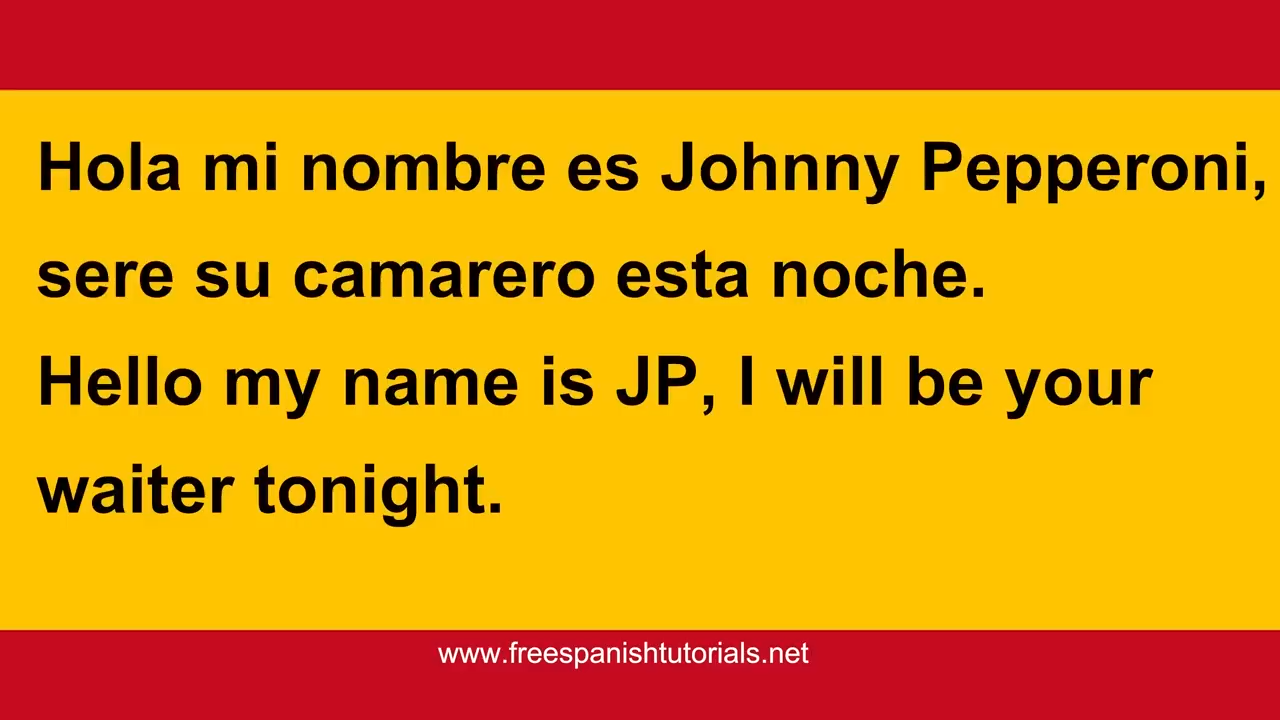 Hola mi nombre es Johnny Pepperoni,
sere su camarero esta noche.
Hello my name is JP, I will be your
waiter tonight.
www.freespanishtutorials.net